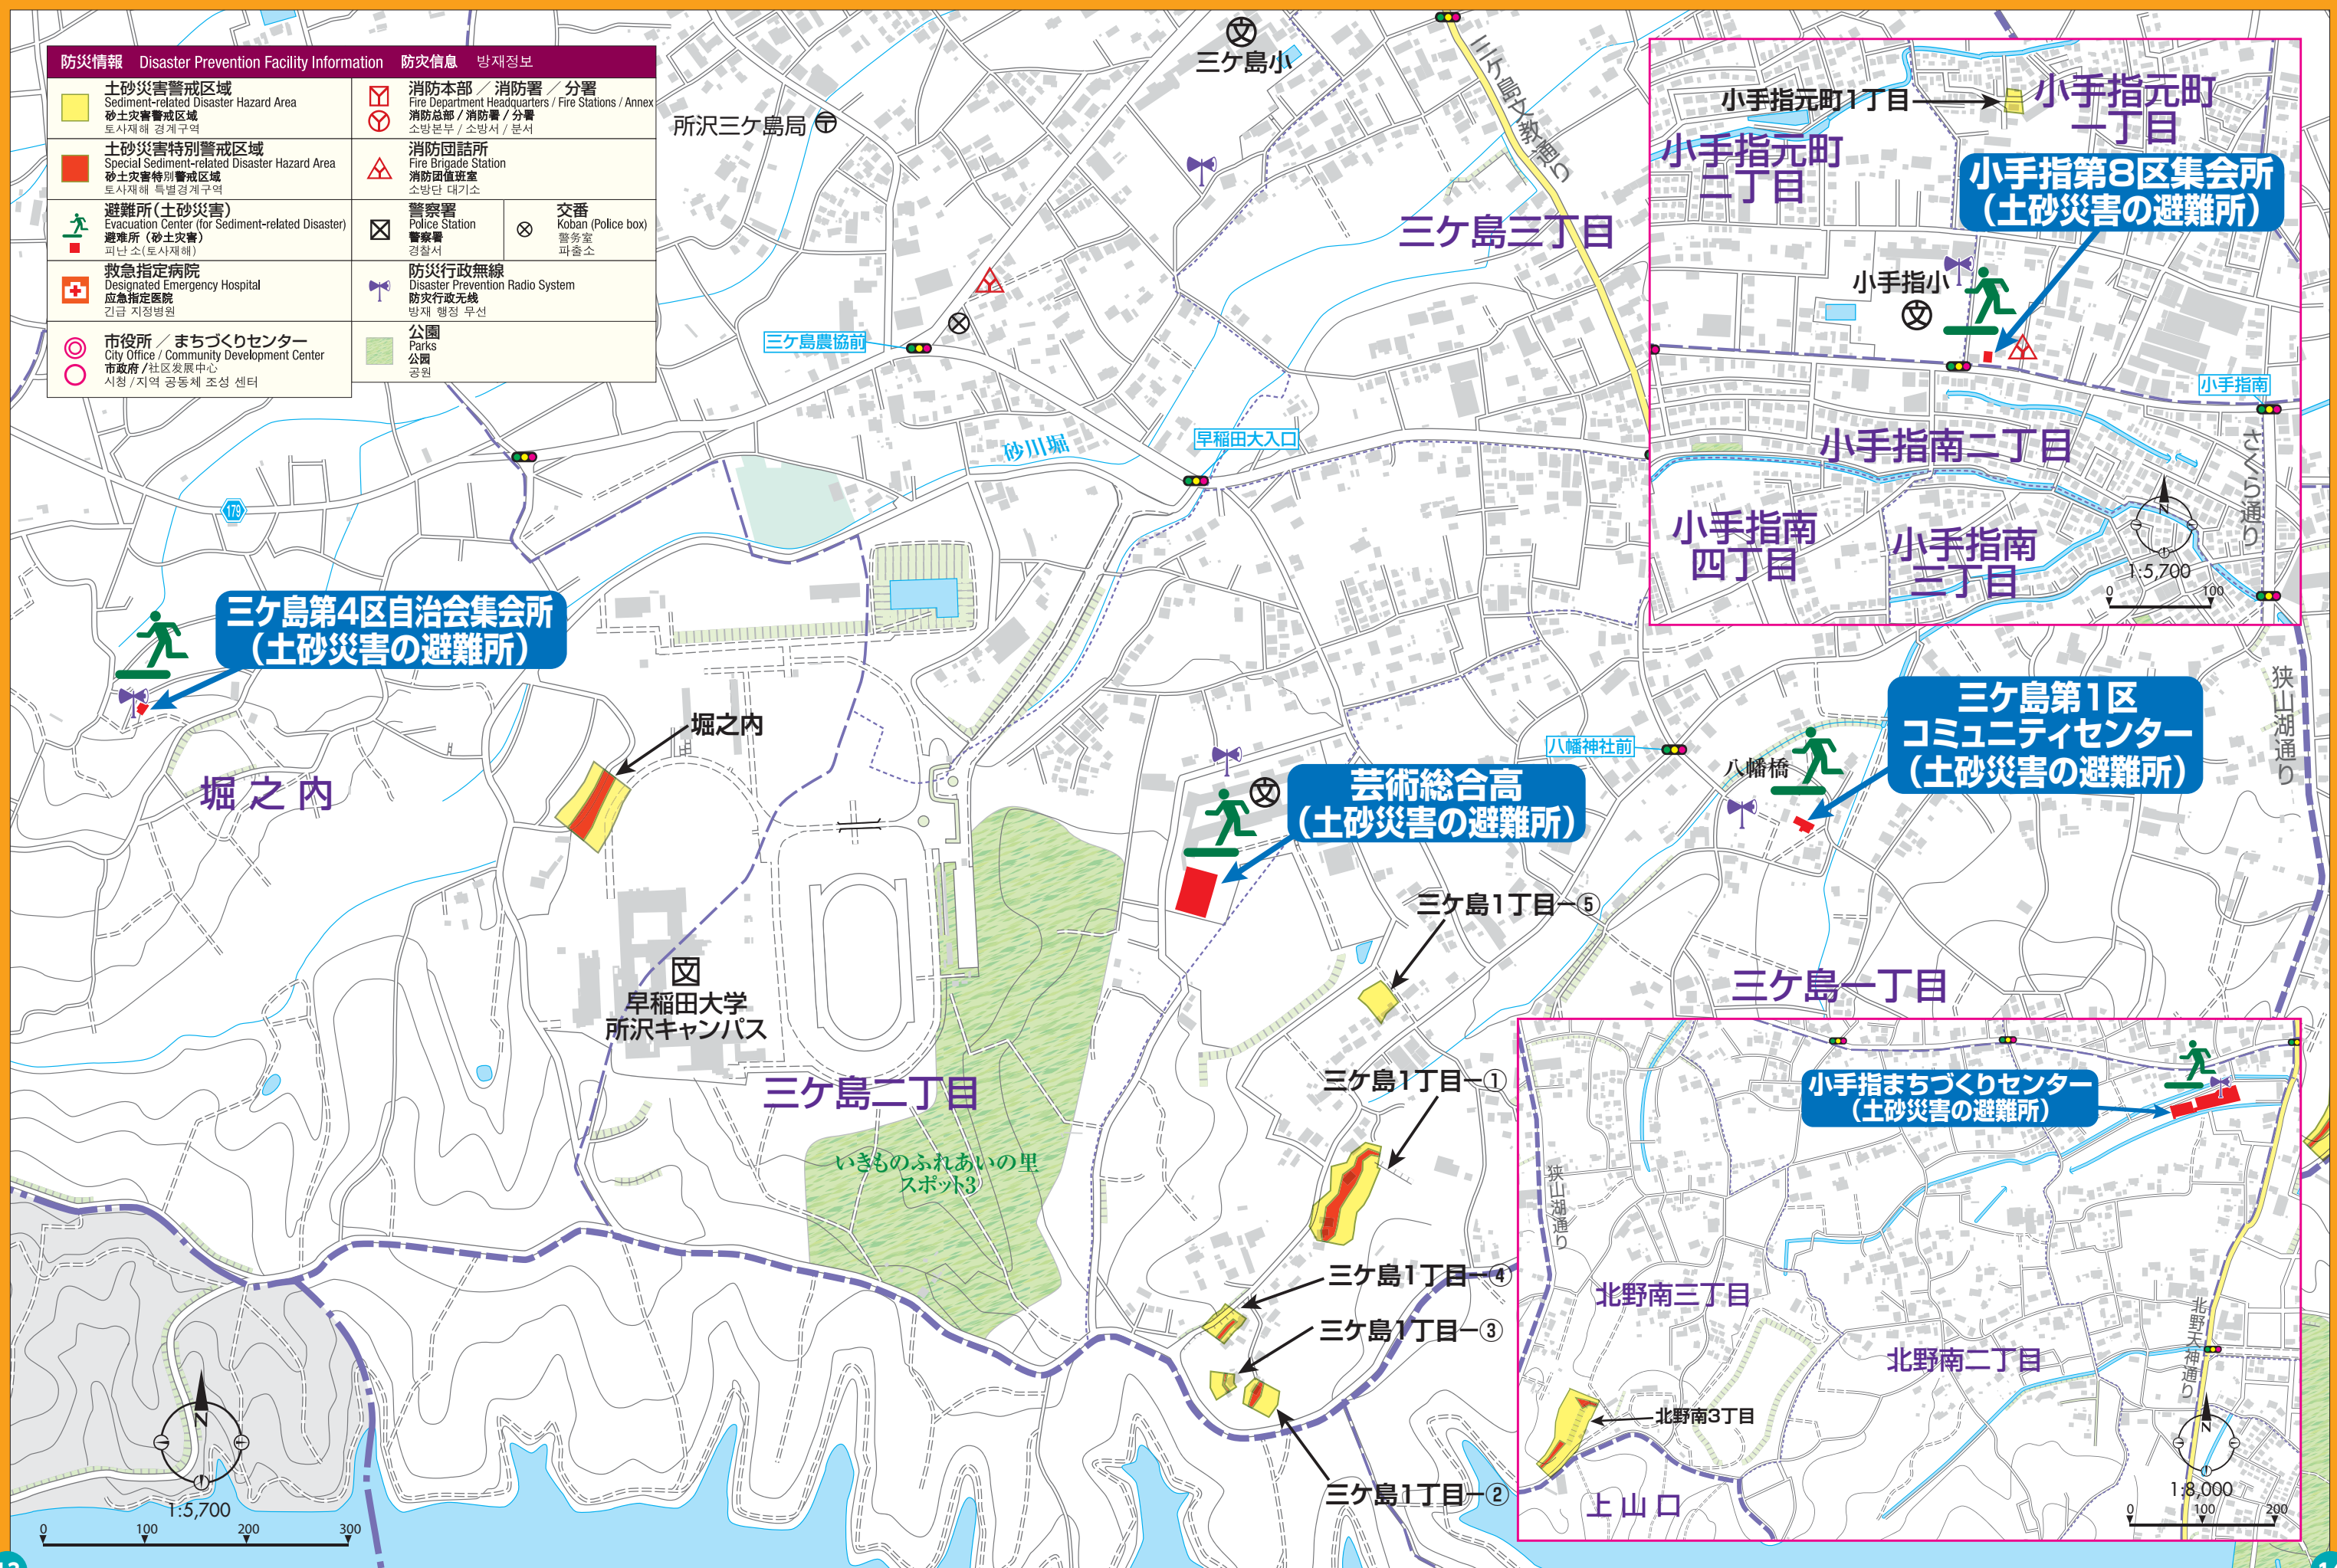 防災情報 Disaster Prevention Facility Information 防灾信息 방재정보
土砂災害警戒区域
Sediment-related Disaster Hazard Area
砂土灾害警戒区域
토사재해 경계구역
消防本部 ／ 消防署 ／ 分署
Fire Department Headquarters / Fire Stations / Annex
消防总部 / 消防署 / 分署
소방본부 / 소방서 / 분서
土砂災害特別警戒区域
Special Sediment-related Disaster Hazard Area
砂土灾害特別警戒区域
토사재해 특별경계구역
消防団詰所
Fire Brigade Station
消防团值班室
소방단 대기소
避難所（土砂災害）
Evacuation Center (for Sediment-related Disaster)
避难所（砂土灾害）
피난 소(토사재해)
警察署
Police Station
警察署
경찰서
交番
Koban (Police box)
警务室
파출소
救急指定病院
Designated Emergency Hospital
应急指定医院
긴급 지정병원
防災行政無線
Disaster Prevention Radio System
防灾行政无线
방재 행정 무선
市役所 ／ まちづくりセンター
City Office / Community Development Center
市政府 / 社区发展中心
시청 / 지역 공동체 조성 센터
公園
Parks
公园
공원
文
三ケ島小
所沢三ケ島局
三ケ島文教通り
三ケ島三丁目
三ケ島農協前
砂川堀
早稲田大入口
179
三ケ島第4区自治会集会所
（土砂災害の避難所）
堀之内
堀之内
文
早稲田大学
所沢キャンパス
三ケ島二丁目
いきものふれあいの里
スポット3
文
芸術総合高
（土砂災害の避難所）
八幡神社前
八幡橋
三ケ島第1区
コミュニティセンター
（土砂災害の避難所）
狭山湖通り
三ケ島一丁目
三ケ島1丁目ー⑤
三ケ島1丁目ー①
三ケ島1丁目ー④
三ケ島1丁目ー③
三ケ島1丁目ー②
N
1:5,700
0 100 200 300
小手指元町1丁目
小手指元町
一丁目
小手指元町
二丁目
小手指第8区集会所
（土砂災害の避難所）
小手指小
文
小手指南
小手指南二丁目
さくら通り
小手指南
四丁目
小手指南
三丁目
N
1:5,700
0 100
小手指まちづくりセンター
（土砂災害の避難所）
狭山湖通り
北野南三丁目
北野南二丁目
北野天神通り
北野南3丁目
上山口
N
1:8,000
0 100 200